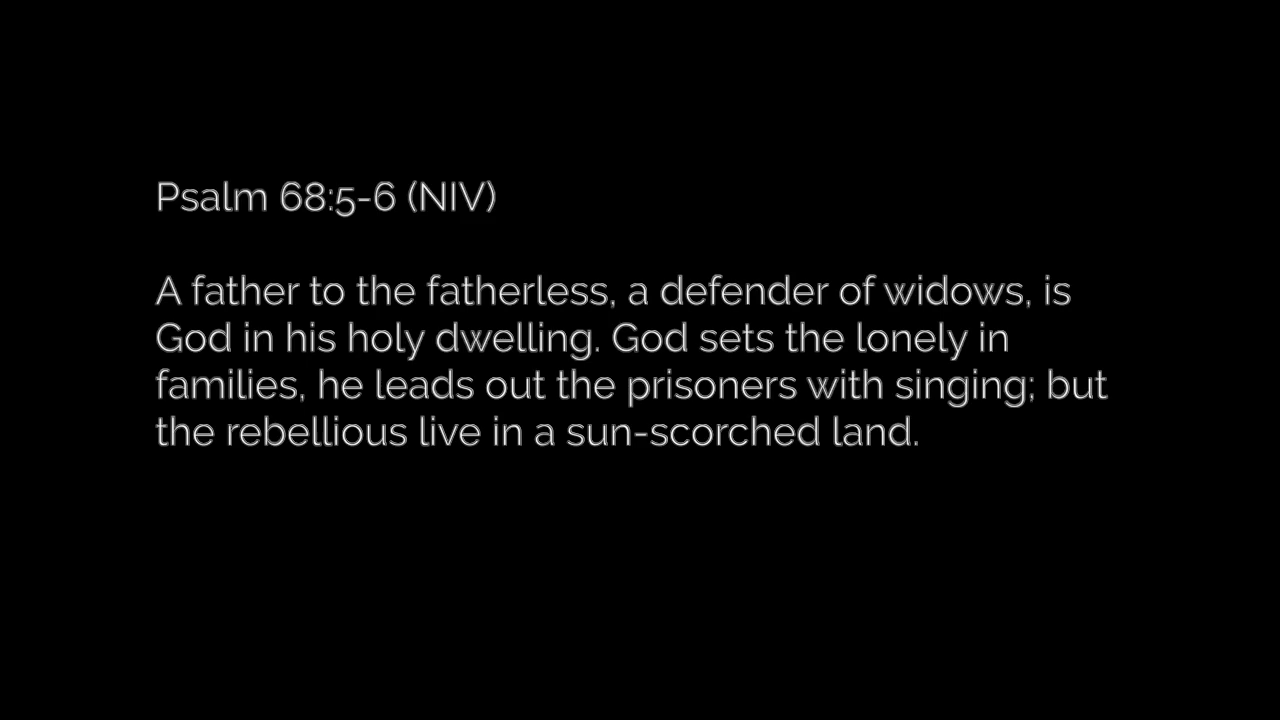 Psalm 68:5-6 (NIV)
A father to the fatherless, a defender of widows, is
God in his holy dwelling. God sets the lonely in
families, he leads out the prisoners with singing; but
the rebellious live in a sun-scorched land.